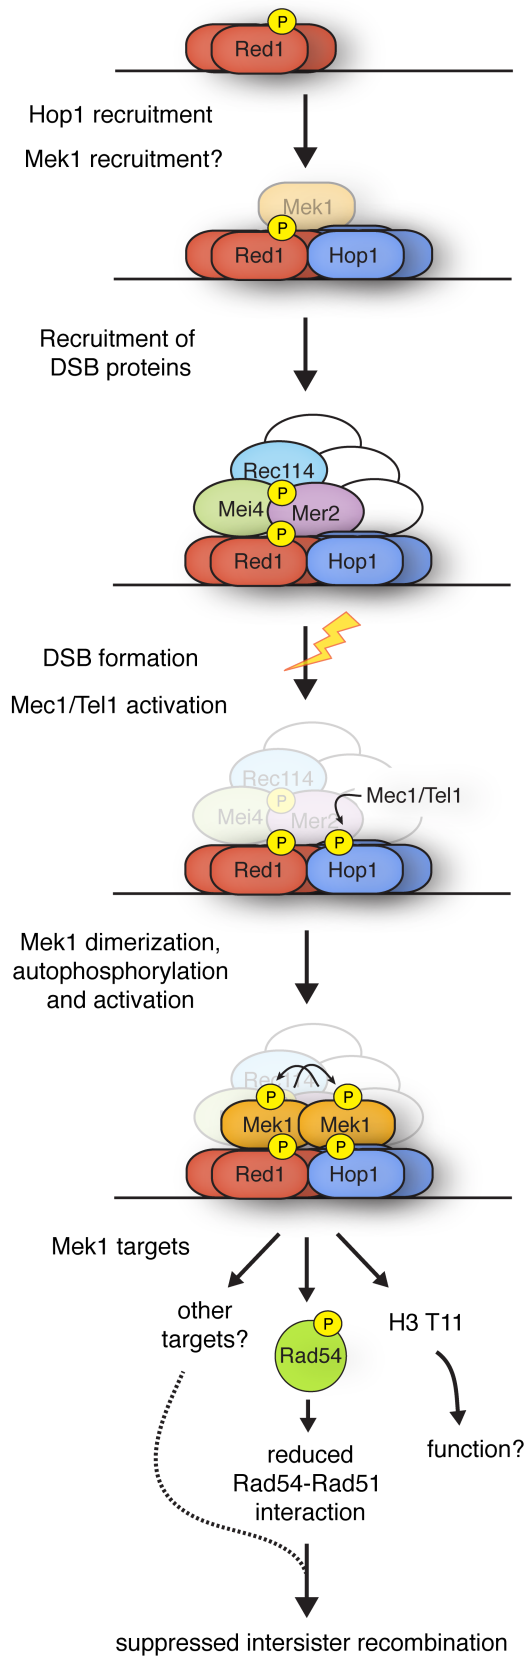 P
Red1
Hop1 recruitment
Mek1 recruitment?
Mek1
P
Red1
Hop1
Recruitment of
DSB proteins
Rec114
P
Mei4
Mer2
P
Red1
Hop1
DSB formation
Mec1/Tel1 activation
Rec114
P
Mec1/Tel1
Mei4
Mer2
P
P
Red1
Hop1
Mek1 dimerization,
autophosphorylation
and activation
Rec114
P
P
Mek1
Mek1
P
P
Red1
Hop1
Mek1 targets
other
targets?
P
Rad54
H3 T11
reduced
Rad54-Rad51
interaction
function?
suppressed intersister recombination